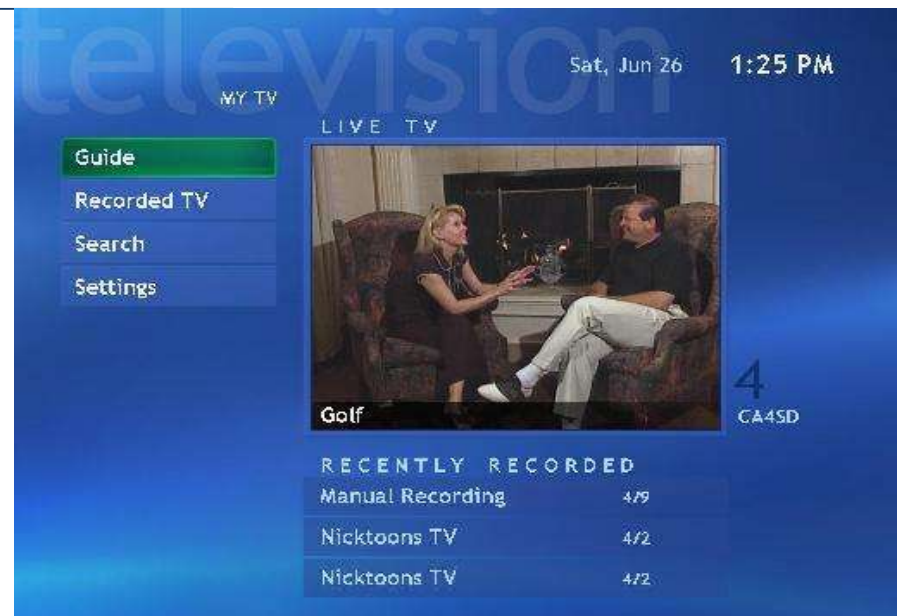 television
Sat, Jun 26 1:25 PM
MY TV
LIVE TV
Guide
Recorded TV
Search
Settings
Golf
4
CA4SD
RECENTLY RECORDED
Manual Recording 4/9
Nicktoons TV 4/2
Nicktoons TV 4/2